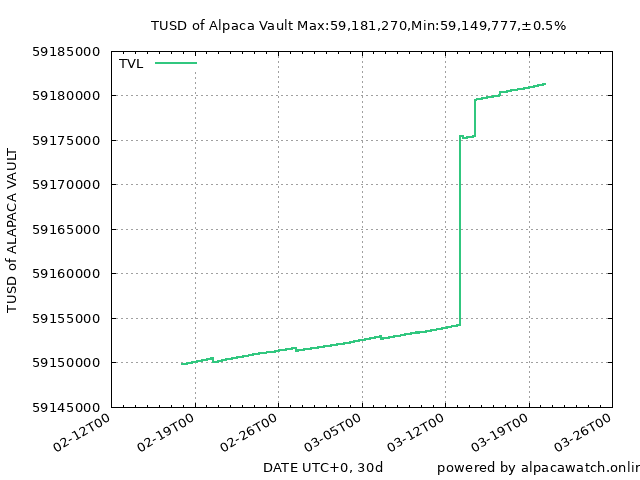 TUSD of Alpaca Vault Max:59,181,270,Min:59,149,777,±0.5%
TVL
59185000
59180000
59175000
59170000
59165000
59160000
59155000
59150000
59145000
TUSD of ALAPACA VAULT
02-12T00
02-19T00
02-26T00
03-05T00
03-12T00
03-19T00
03-26T00
DATE UTC+0, 30d
powered by alpacawatch.onlin